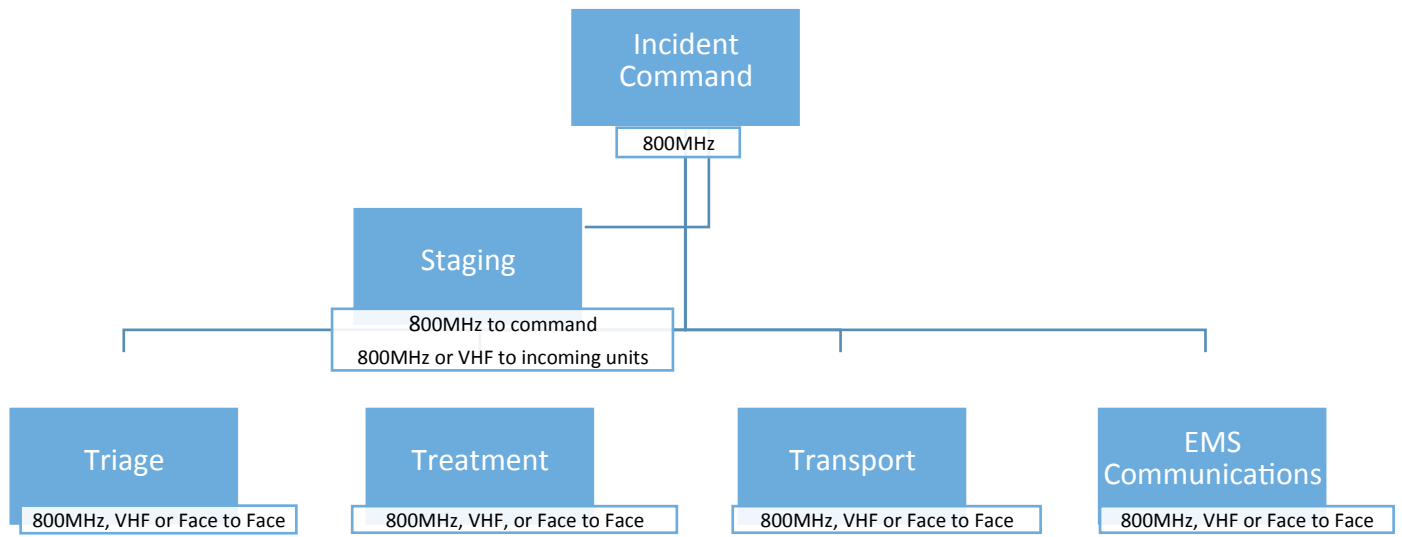 Incident
Command
800MHz
Staging
800MHz to command
800MHz or VHF to incoming units
Triage
800MHz, VHF or Face to Face
Treatment
800MHz, VHF, or Face to Face
Transport
800MHz, VHF or Face to Face
EMS
Communications
800MHz, VHF or Face to Face